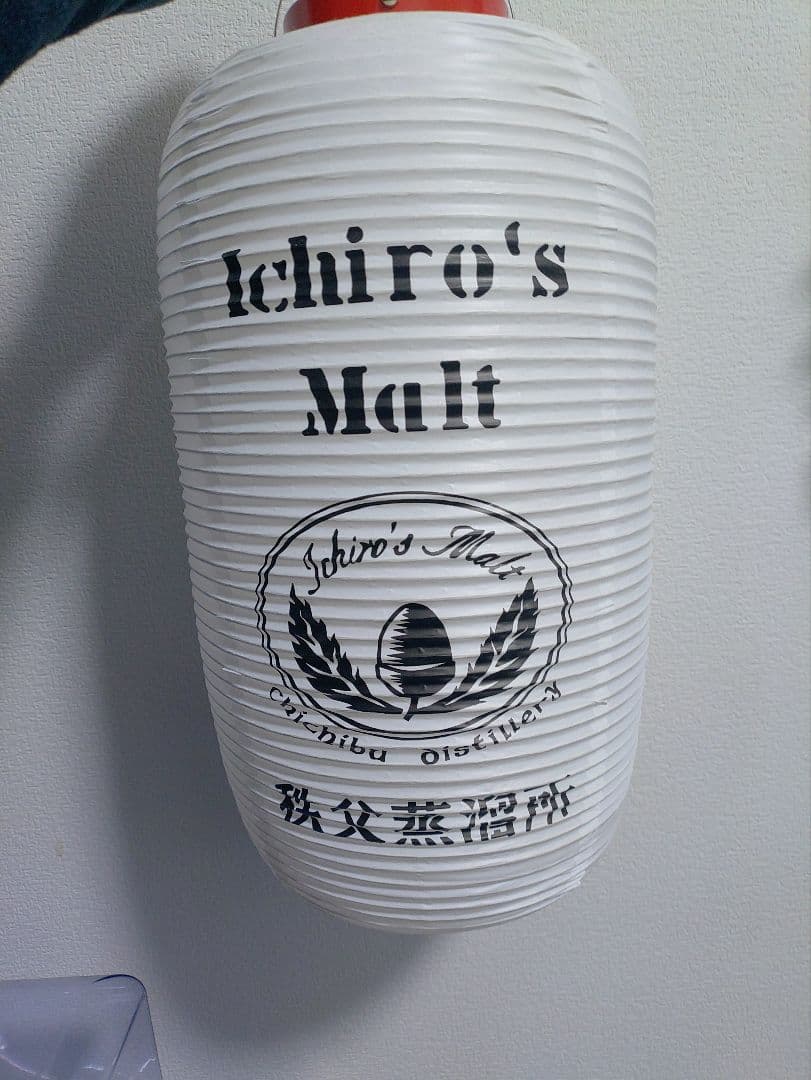 Ichiro's
Malt
Ichiro's Malt
chichibu distillery
秩父蒸溜所